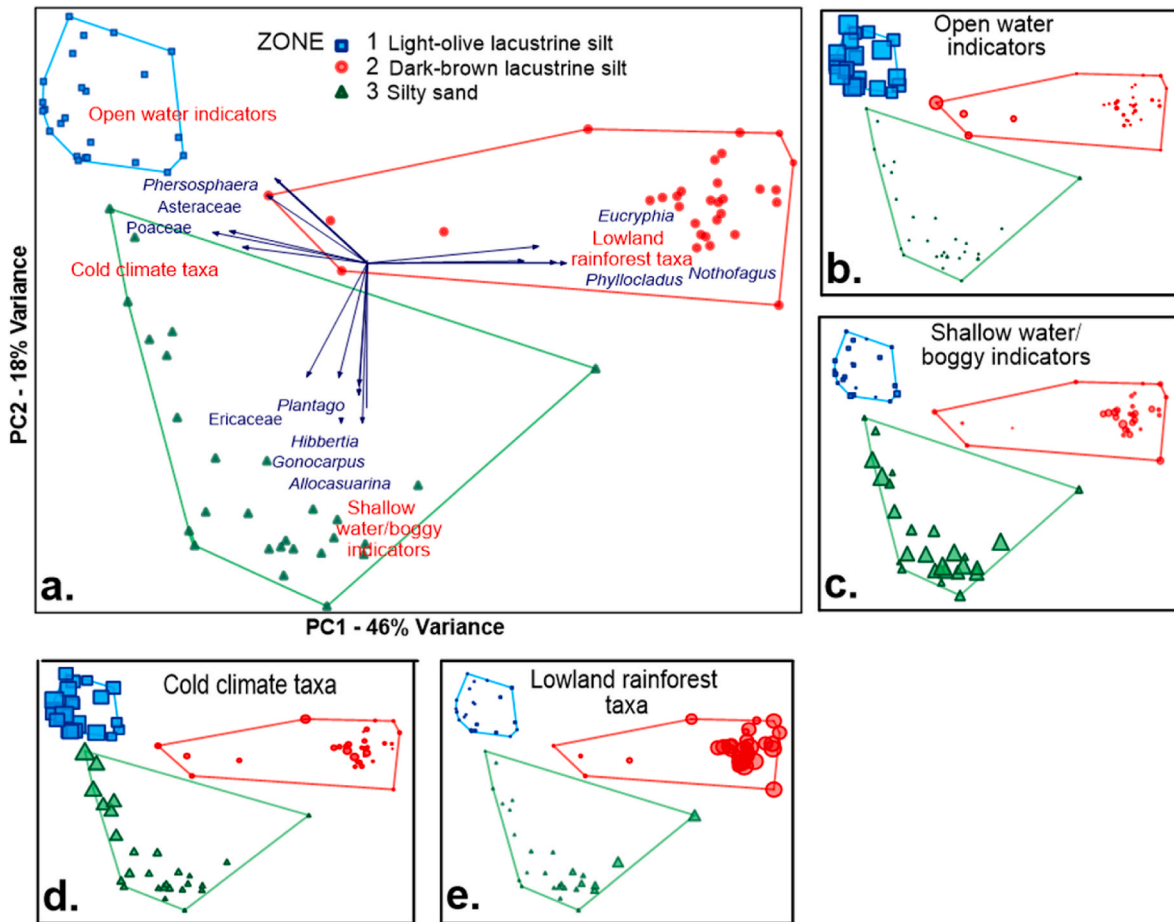 ZONE
1 Light-olive lacustrine silt
2 Dark-brown lacustrine silt
3 Silty sand
Open water indicators
Phersosphaera
Asteraceae
Poaceae
Cold climate taxa
Eucryphia
Lowland
rainforest
taxa
Nothofagus
Phyllocladus
Plantago
Ericaceae
Hibbertia
Gonocarpus
Allocasuarina
Shallow
water/boggy
indicators
a.
PC2 - 18% Variance
PC1 - 46% Variance
Open water
indicators
b.
Shallow water/
boggy indicators
c.
Cold climate taxa
d.
Lowland rainforest
taxa
e.